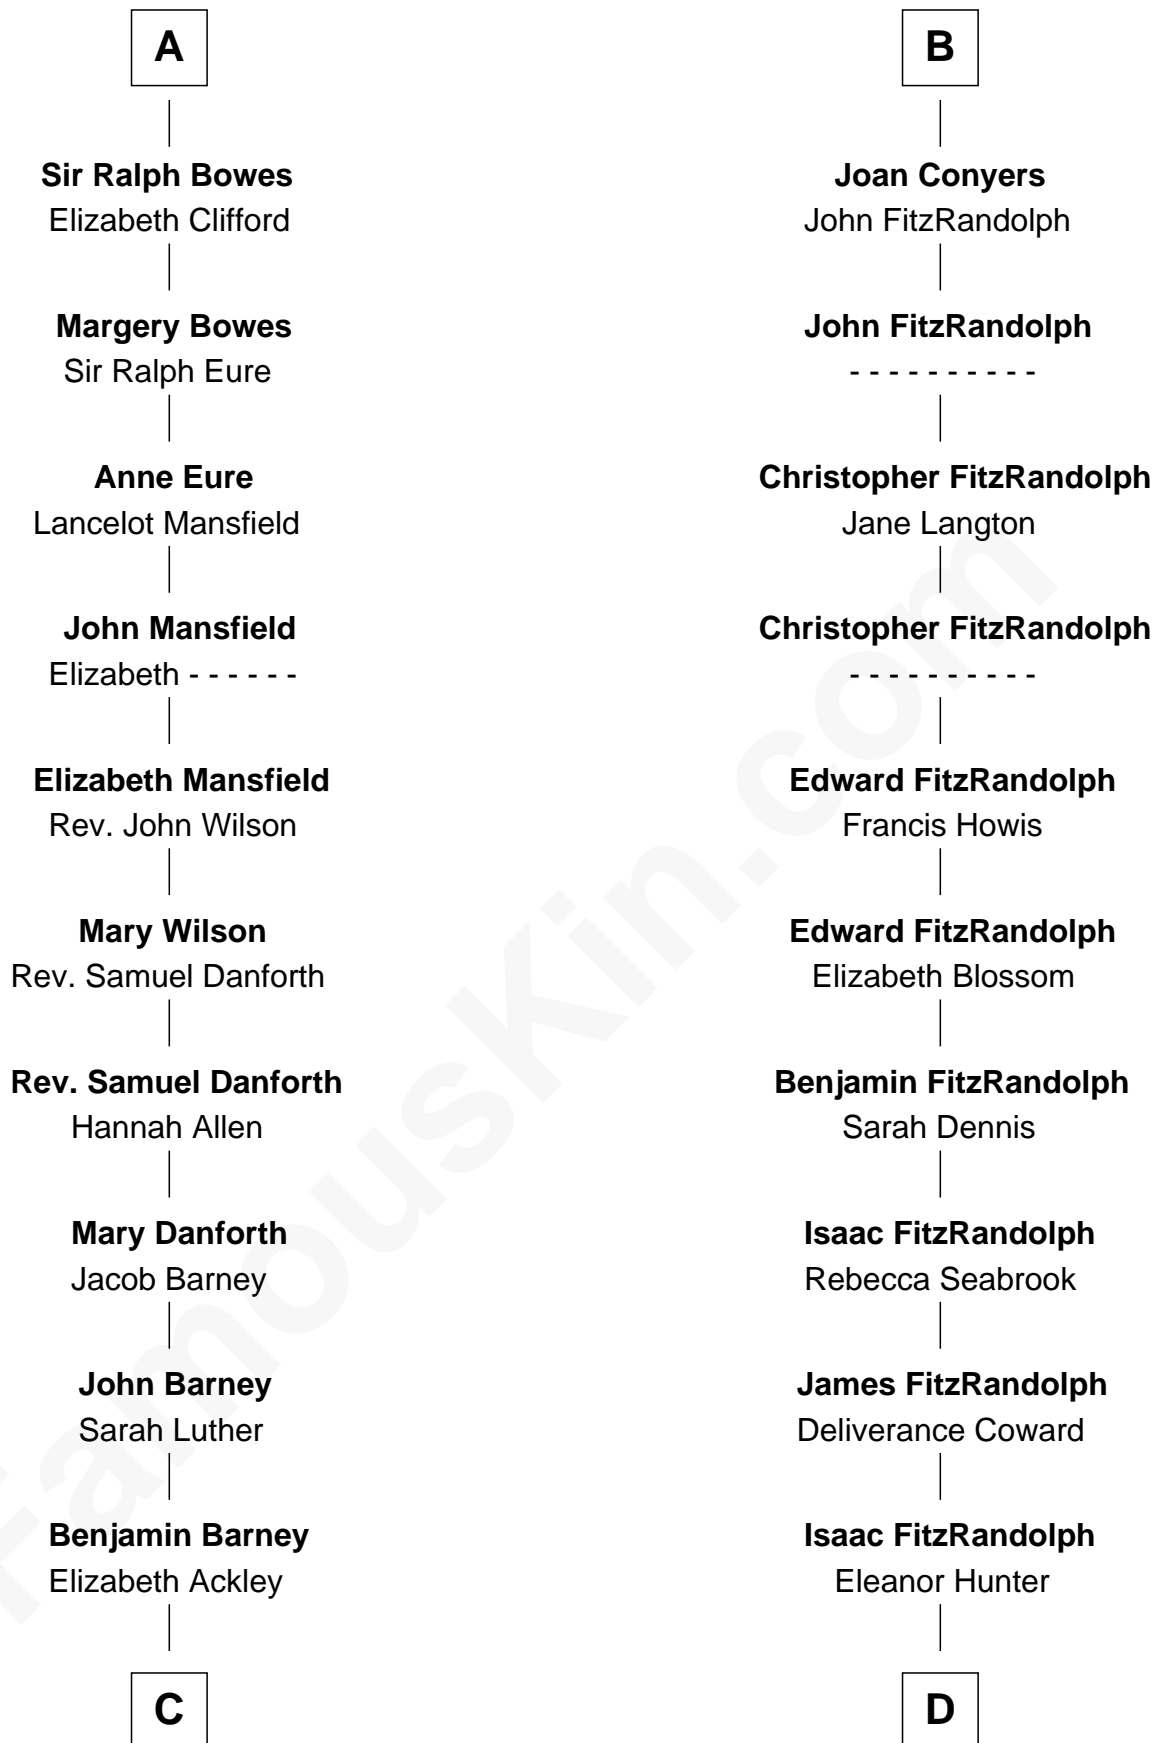 A
Sir Ralph Bowes
Elizabeth Clifford
Margery Bowes
Sir Ralph Eure
Anne Eure
Lancelot Mansfield
John Mansfield
Elizabeth - - - - - -
Elizabeth Mansfield
Rev. John Wilson
Mary Wilson
Rev. Samuel Danforth
Rev. Samuel Danforth
Hannah Allen
Mary Danforth
Jacob Barney
John Barney
Sarah Luther
Benjamin Barney
Elizabeth Ackley
C
B
Joan Conyers
John FitzRandolph
John FitzRandolph
- - - - - - - - - -
Christopher FitzRandolph
Jane Langton
Christopher FitzRandolph
- - - - - - - - - -
Edward FitzRandolph
Francis Howis
Edward FitzRandolph
Elizabeth Blossom
Benjamin FitzRandolph
Sarah Dennis
Isaac FitzRandolph
Rebecca Seabrook
James FitzRandolph
Deliverance Coward
Isaac FitzRandolph
Eleanor Hunter
D
FamousKin.com